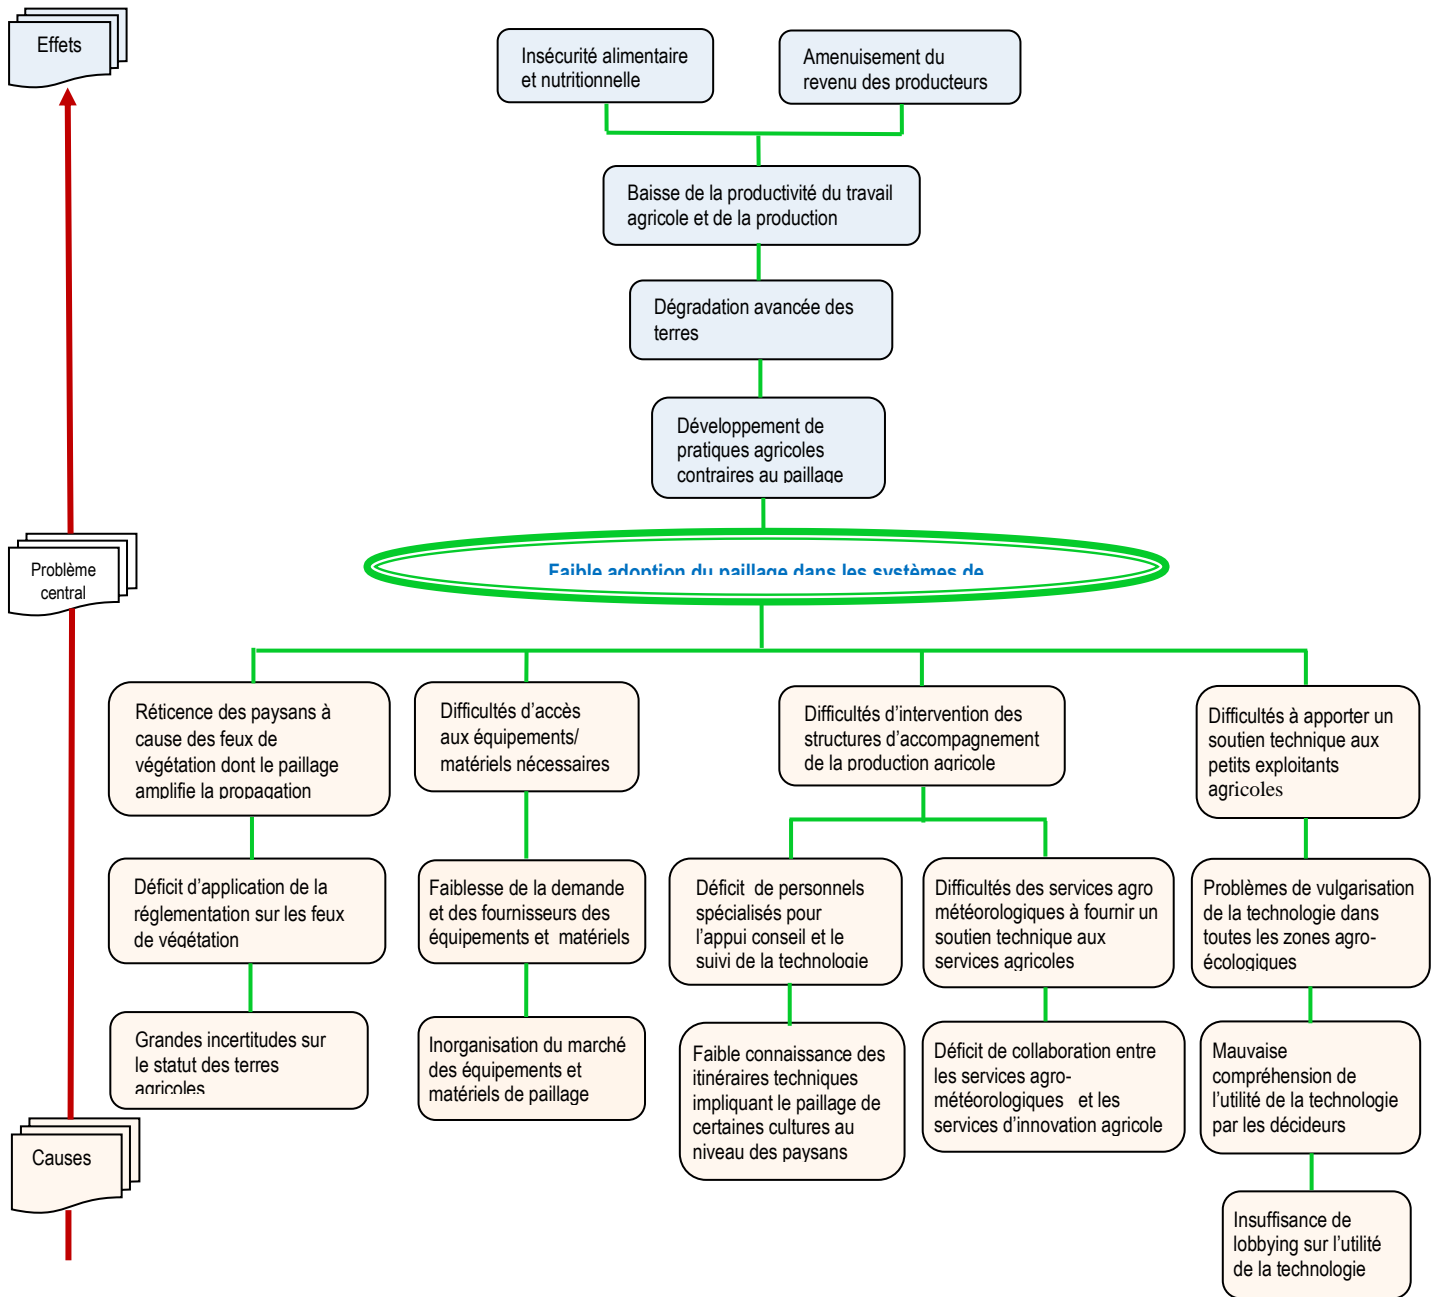 Effets
Insécurité alimentaire
et nutritionnelle
Amenuisement du
revenu des producteurs
Baisse de la productivité du travail
agricole et de la production
Dégradation avancée des
terres
Développement de
pratiques agricoles
contraires au paillage
Problème
central
Faible adoption du paillage dans les systèmes de
Réticence des paysans à
cause des feux de
végétation dont le paillage
amplifie la propagation
Difficultés d’accès
aux équipements/
matériels nécessaires
Difficultés d’intervention des
structures d’accompagnement
de la production agricole
Difficultés à apporter un
soutien technique aux
petits exploitants
agricoles
Déficit d’application de la
réglementation sur les feux
de végétation
Faiblesse de la demande
et des fournisseurs des
équipements et matériels
Déficit de personnels
spécialisés pour
l’appui conseil et le
suivi de la technologie
Difficultés des services agro
météorologiques à fournir un
soutien technique aux
services agricoles
Problèmes de vulgarisation
de la technologie dans
toutes les zones agro-
écologiques
Grandes incertitudes sur
le statut des terres
agricoles
Inorganisation du marché
des équipements et
matériels de paillage
Faible connaissance des
itinéraires techniques
impliquant le paillage de
certaines cultures au
niveau des paysans
Déficit de collaboration entre
les services agro-
météorologiques et les
services d’innovation agricole
Mauvaise
compréhension de
l’utilité de la technologie
par les décideurs
Causes
Insuffisance de
lobbying sur l’utilité
de la technologie